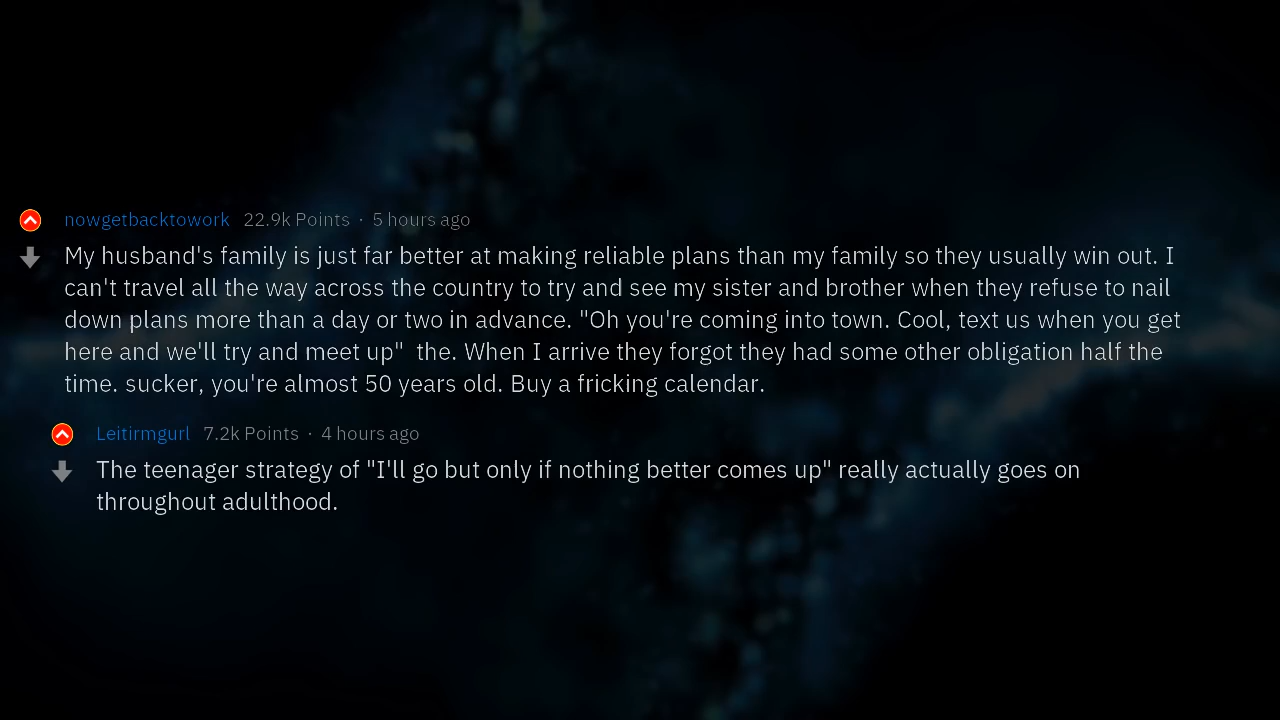 nowgetbacktowork 22.9k Points · 5 hours ago
My husband's family is just far better at making reliable plans than my family so they usually win out. I
can't travel all the way across the country to try and see my sister and brother when they refuse to nail
down plans more than a day or two in advance. "Oh you're coming into town. Cool, text us when you get
here and we'll try and meet up"  the. When I arrive they forgot they had some other obligation half the
time. sucker, you're almost 50 years old. Buy a fricking calendar.
Leitirmgurl 7.2k Points · 4 hours ago
The teenager strategy of "I'll go but only if nothing better comes up" really actually goes on
throughout adulthood.